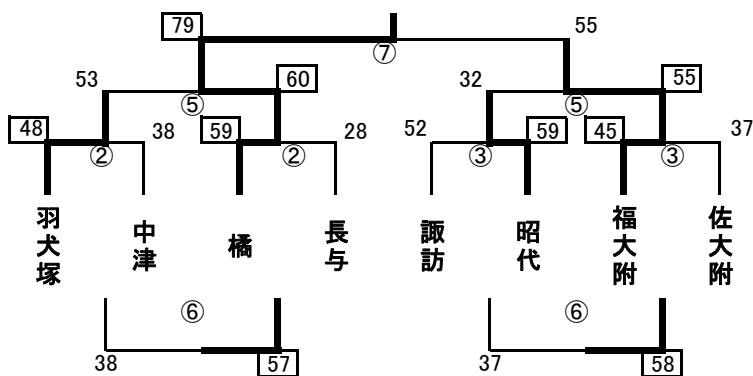 79 55
⑦
53 60 32 55
⑤ ⑤
48 38 59 28 52 59 45 37
② ② ③ ③
羽犬塚 中津 橘 長与 諏訪 昭代 福大附 佐大附
⑥ ⑥
38 57 37 58